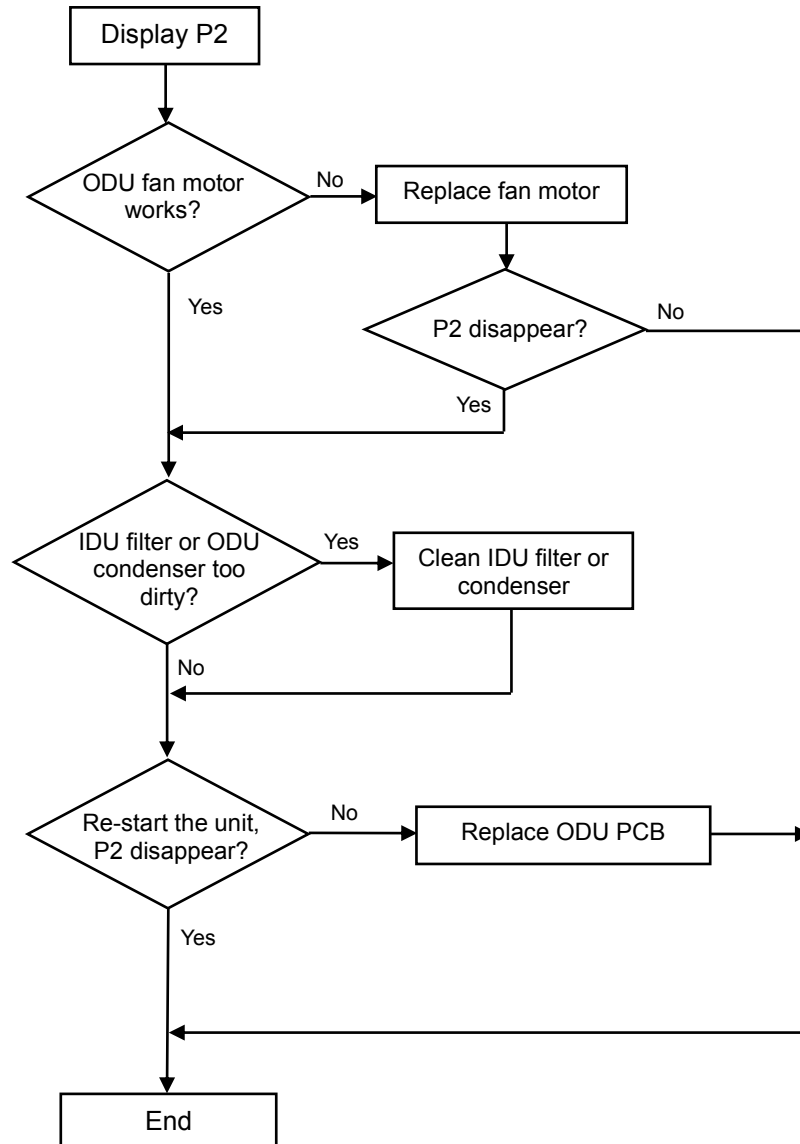 Display P2
ODU fan motor
works?
No
Replace fan motor
Yes
P2 disappear?
No
Yes
IDU filter or ODU
condenser too
dirty?
Yes
Clean IDU filter or
condenser
No
Re-start the unit,
P2 disappear?
No
Replace ODU PCB
Yes
End